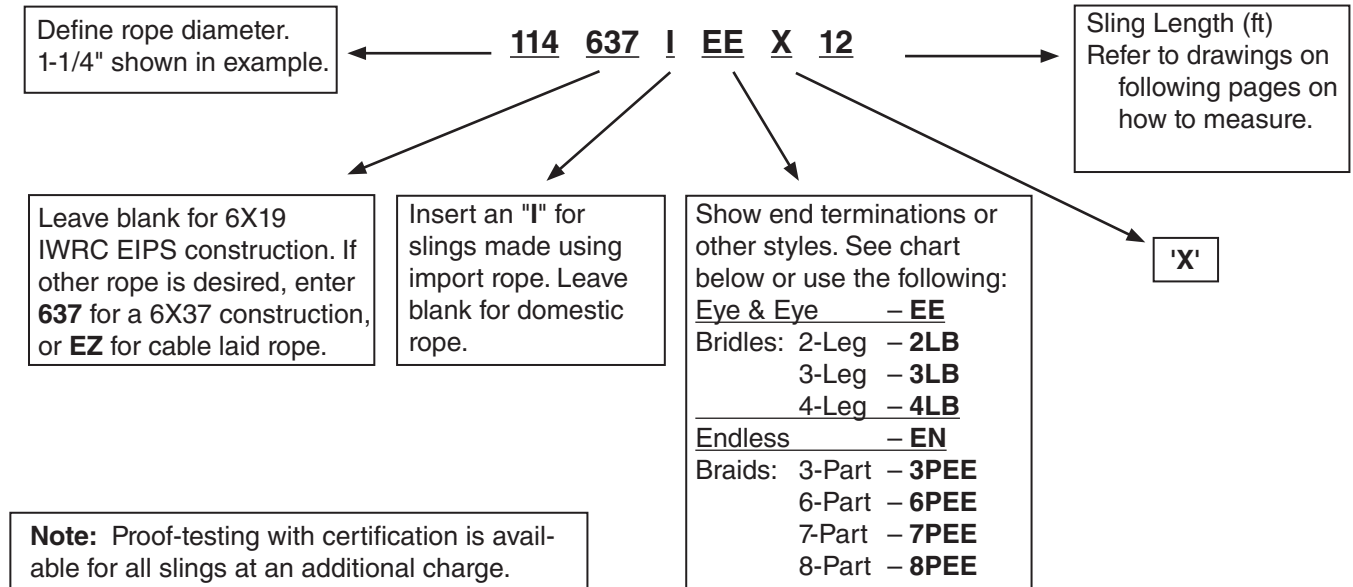 Define rope diameter.
1-1/4" shown in example.
114 637 I EE X 12
Sling Length (ft)
Refer to drawings on
following pages on
how to measure.
Leave blank for 6X19
IWRC EIPS construction. If
other rope is desired, enter
637 for a 6X37 construction,
or EZ for cable laid rope.
Insert an "I" for
slings made using
import rope. Leave
blank for domestic
rope.
Show end terminations or
other styles. See chart
below or use the following:
Eye & Eye – EE
Bridles: 2-Leg – 2LB
3-Leg – 3LB
4-Leg – 4LB
Endless – EN
Braids: 3-Part – 3PEE
6-Part – 6PEE
7-Part – 7PEE
8-Part – 8PEE
'X'
Note: Proof-testing with certification is avail-
able for all slings at an additional charge.